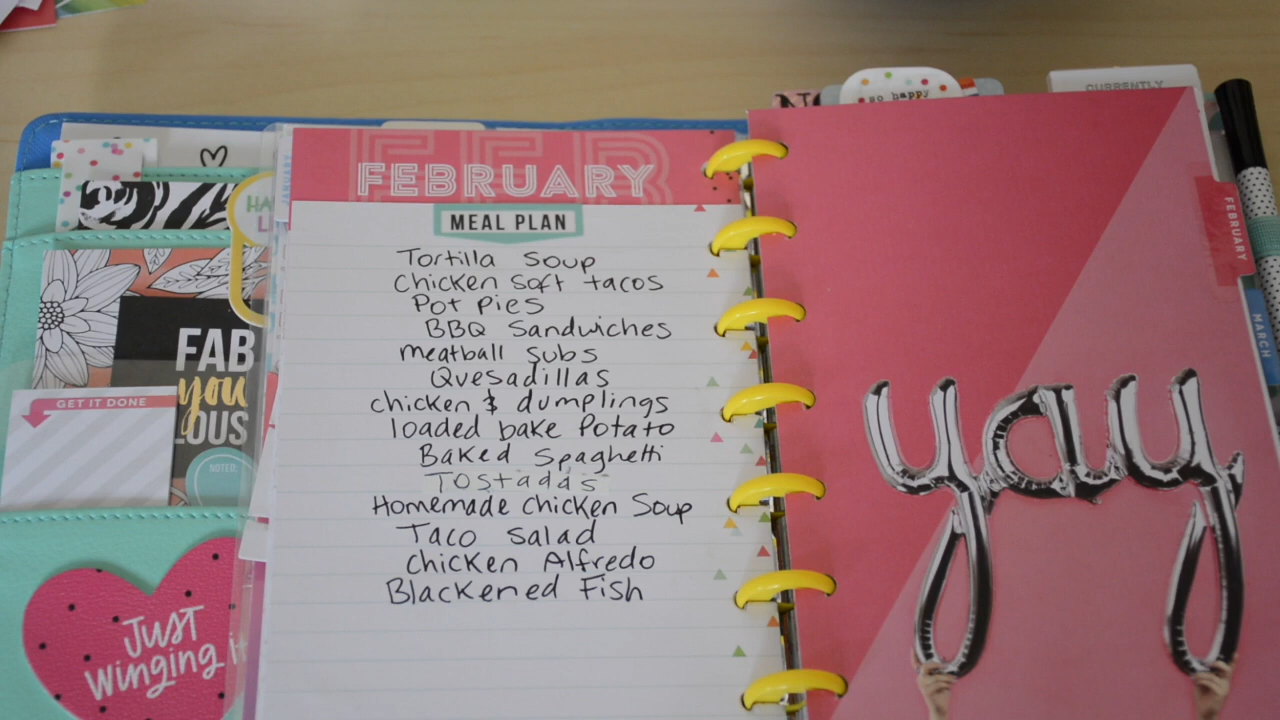 so happy
CURRENTLY
FEBRUARY
MEAL PLAN
Tortilla Soup
Chicken Soft tacos
Pot Pies
BBQ Sandwiches
Meatball Subs
Quesadillas
chicken & dumplings
loaded bake Potato
Baked Spaghetti
Tostadas
Homemade Chicken Soup
Taco Salad
Chicken Alfredo
Blackened Fish
FAB
you
LOUS
GET IT DONE
NOTED:
JUST
Winging
yay
FEBRUARY
MARCH
JANUARY